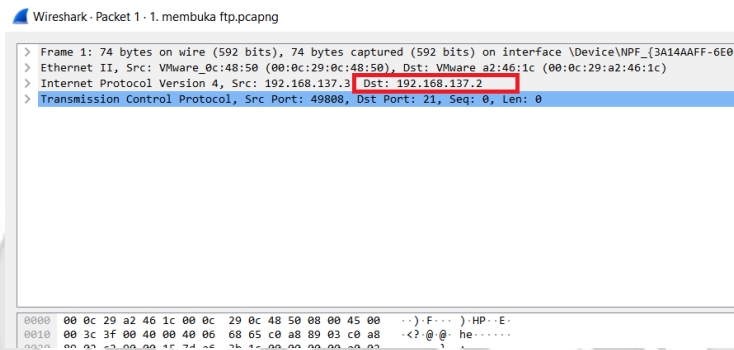 Wireshark · Packet 1 · 1. membuka ftp.pcapng
> Frame 1: 74 bytes on wire (592 bits), 74 bytes captured (592 bits) on interface \Device\NPF_{3A14AAFF-6E0
> Ethernet II, Src: VMware_0c:48:50 (00:0c:29:0c:48:50), Dst: VMware_a2:46:1c (00:0c:29:a2:46:1c)
> Internet Protocol Version 4, Src: 192.168.137.3, Dst: 192.168.137.2
> Transmission Control Protocol, Src Port: 49808, Dst Port: 21, Seq: 0, Len: 0
0000 00 0c 29 a2 46 1c 00 0c 29 0c 48 50 08 00 45 00 ··)·F··· )·HP··E·
0010 00 3c 3f 00 40 00 40 06 68 65 c0 a8 89 03 c0 a8 ·<?·@·@· he······